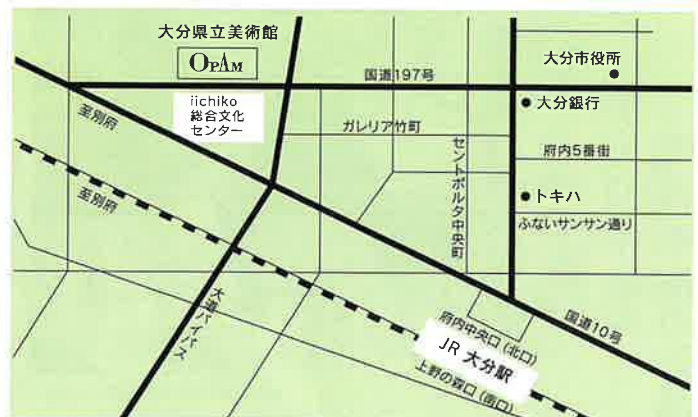 大分県立美術館
OPAM
大分市役所
国道197号
iichiko
総合文化
センター
大分銀行
至別府
ガレリア竹町
セントポルタ中央町
府内5番街
至別府
トキハ
ふないサンサン通り
大道バイパス
国道10号
府内中央口(北口)
JR 大分駅
上野の森口(南口)